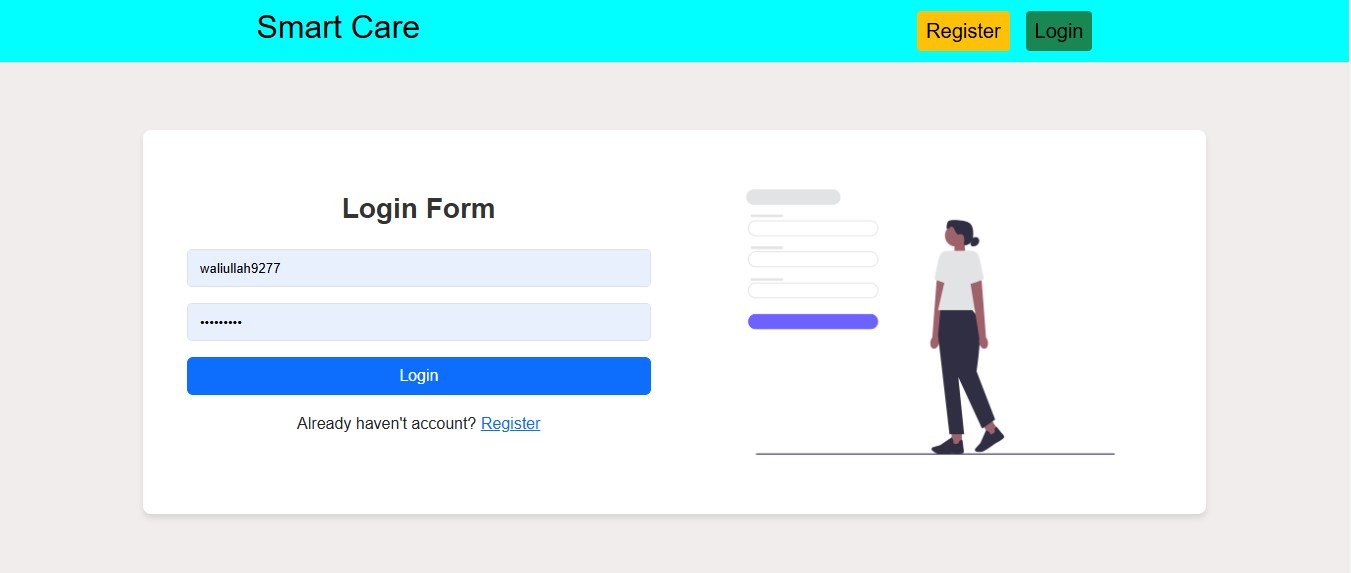 Smart Care
Register
Login
Login Form
waliullah9277
•••••••••
Login
Already haven't account? Register